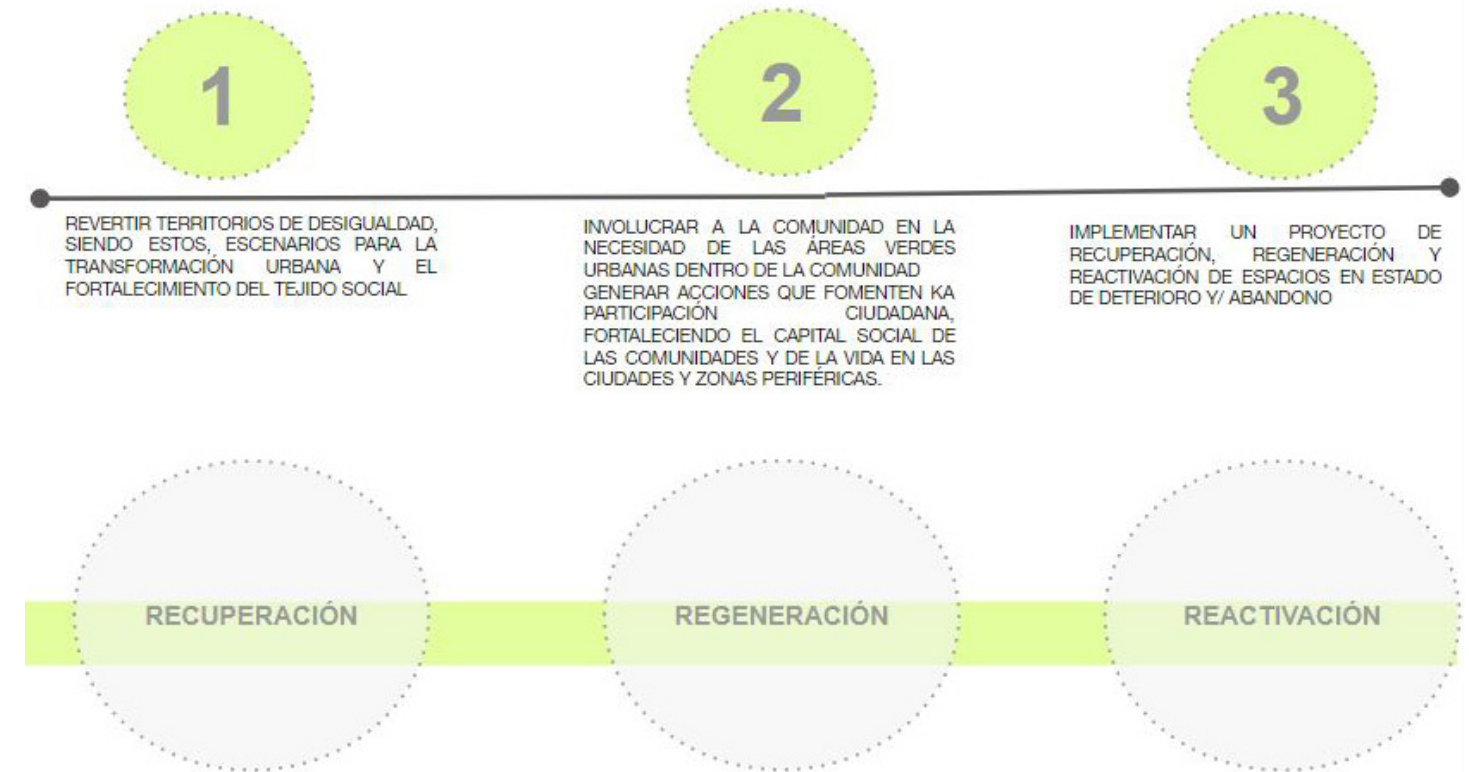 1
2
3
REVERTIR TERRITORIOS DE DESIGUALDAD,
SIENDO ESTOS, ESCENARIOS PARA LA
TRANSFORMACIÓN URBANA Y EL
FORTALECIMIENTO DEL TEJIDO SOCIAL
INVOLUCRAR A LA COMUNIDAD EN LA
NECESIDAD DE LAS ÁREAS VERDES
URBANAS DENTRO DE LA COMUNIDAD
GENERAR ACCIONES QUE FOMENTEN KA
PARTICIPACIÓN CIUDADANA,
FORTALECIENDO EL CAPITAL SOCIAL DE
LAS COMUNIDADES Y DE LA VIDA EN LAS
CIUDADES Y ZONAS PERIFÉRICAS.
IMPLEMENTAR UN PROYECTO DE
RECUPERACIÓN, REGENERACIÓN Y
REACTIVACIÓN DE ESPACIOS EN ESTADO
DE DETERIORO Y/ ABANDONO
RECUPERACIÓN
REGENERACIÓN
REACTIVACIÓN